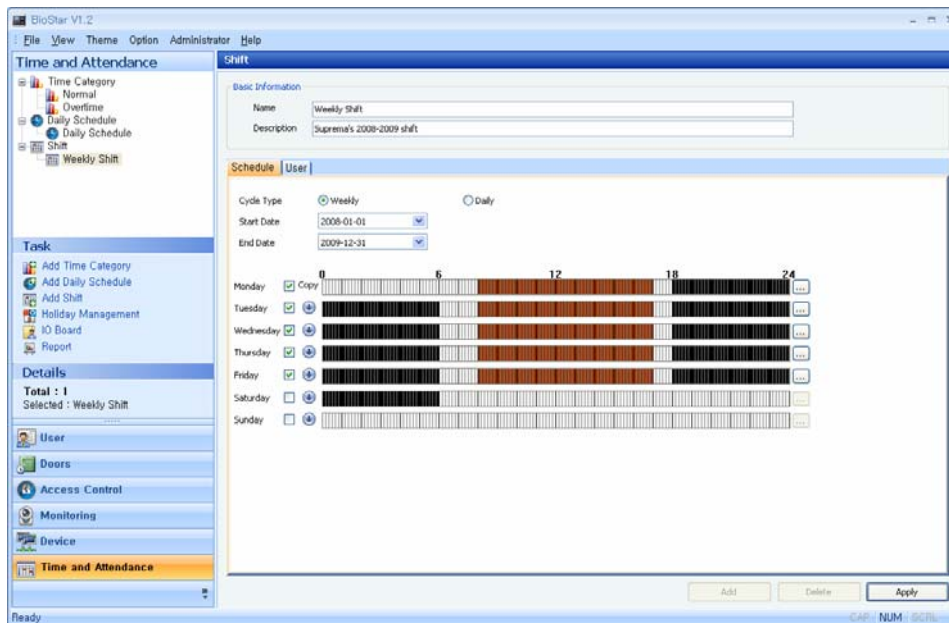 BioStar V1.2
File View Theme Option Administrator Help
Time and Attendance
Time Category
Normal
Overtime
Daily Schedule
Daily Schedule
Shift
Weekly Shift
Task
Add Time Category
Add Daily Schedule
Add Shift
Holiday Management
IO Board
Report
Details
Total : 1
Selected : Weekly Shift
User
Doors
Access Control
Monitoring
Device
Time and Attendance
Ready
Shift
Basic Information
Name Weekly Shift
Description Suprema's 2008-2009 shift
Schedule User
Cycle Type Weekly Daily
Start Date 2008-01-01
End Date 2009-12-31
0 6 12 18 24
Monday Copy ...
Tuesday ...
Wednesday ...
Thursday ...
Friday ...
Saturday ...
Sunday ...
Add Delete Apply
CAP NUM SCRL